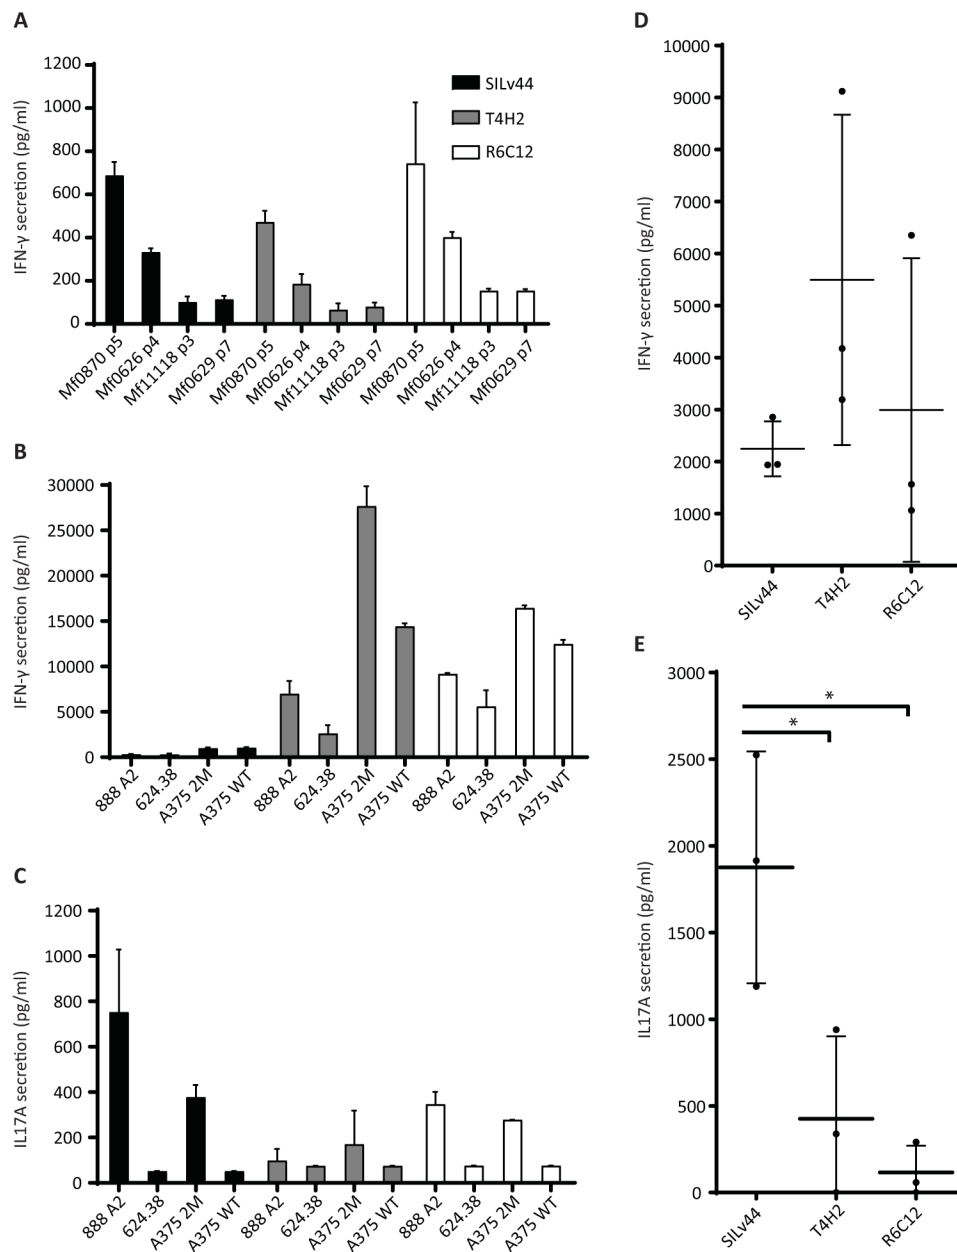 A
IFN-γ secretion (pg/ml)
1200
1000
800
600
400
200
0
SILv44
T4H2
R6C12
Mf0870 p5
Mf0626 p4
Mf11118 p3
Mf0629 p7
Mf0870 p5
Mf0626 p4
Mf11118 p3
Mf0629 p7
Mf0870 p5
Mf0626 p4
Mf11118 p3
Mf0629 p7
B
IFN-γ secretion (pg/ml)
30000
25000
20000
15000
10000
5000
0
888 A2
624.38
A375 2M
A375 WT
888 A2
624.38
A375 2M
A375 WT
888 A2
624.38
A375 2M
A375 WT
C
IL17A secretion (pg/ml)
1200
1000
800
600
400
200
0
888 A2
624.38
A375 2M
A375 WT
888 A2
624.38
A375 2M
A375 WT
888 A2
624.38
A375 2M
A375 WT
D
IFN-γ secretion (pg/ml)
10000
9000
8000
7000
6000
5000
4000
3000
2000
1000
0
SILv44
T4H2
R6C12
E
IL17A secretion (pg/ml)
3000
2500
2000
1500
1000
500
0
*
*
SILv44
T4H2
R6C12